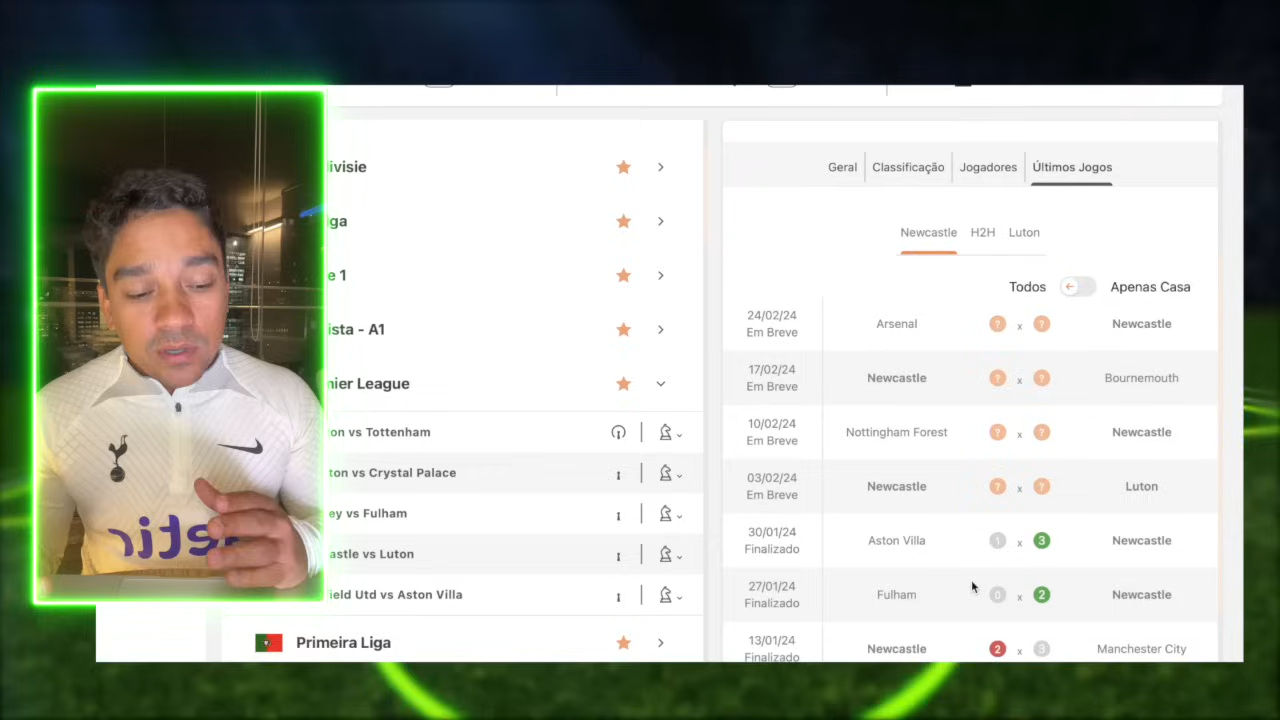 ivisie
ga
e 1
ista - A1
nier League
on vs Tottenham
ton vs Crystal Palace
ey vs Fulham
astle vs Luton
ield Utd vs Aston Villa
Primeira Liga
Geral Classificação Jogadores Últimos Jogos
Newcastle H2H Luton
Todos Apenas Casa
24/02/24
Em Breve
Arsenal ? x ? Newcastle
17/02/24
Em Breve
Newcastle ? x ? Bournemouth
10/02/24
Em Breve
Nottingham Forest ? x ? Newcastle
03/02/24
Em Breve
Newcastle ? x ? Luton
30/01/24
Finalizado
Aston Villa 1 x 3 Newcastle
27/01/24
Finalizado
Fulham 0 x 2 Newcastle
13/01/24
Finalizado
Newcastle 2 x 3 Manchester City